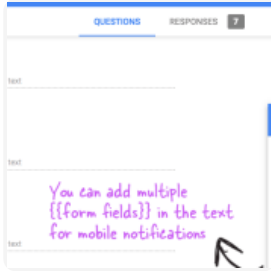 QUESTIONS RESPONSES 7
text
text
You can add multiple
{{form fields}} in the text
for mobile notifications
text